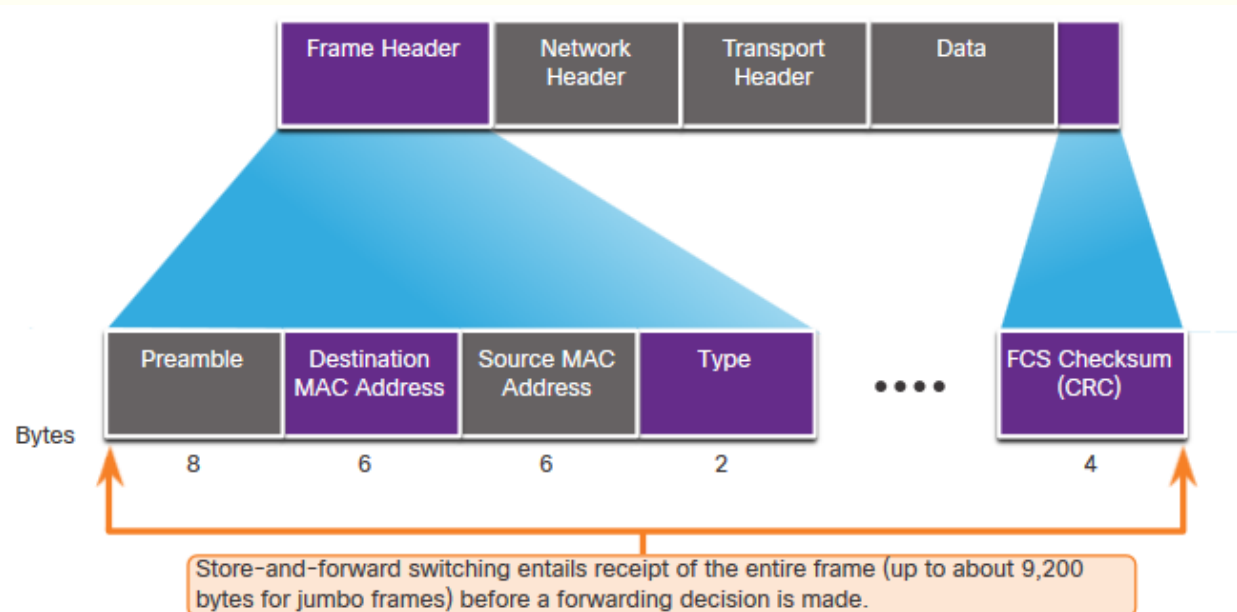 Frame Header
Network
Header
Transport
Header
Data
Preamble
Destination
MAC Address
Source MAC
Address
Type
FCS Checksum
(CRC)
Bytes
8
6
6
2
4
Store-and-forward switching entails receipt of the entire frame (up to about 9,200
bytes for jumbo frames) before a forwarding decision is made.